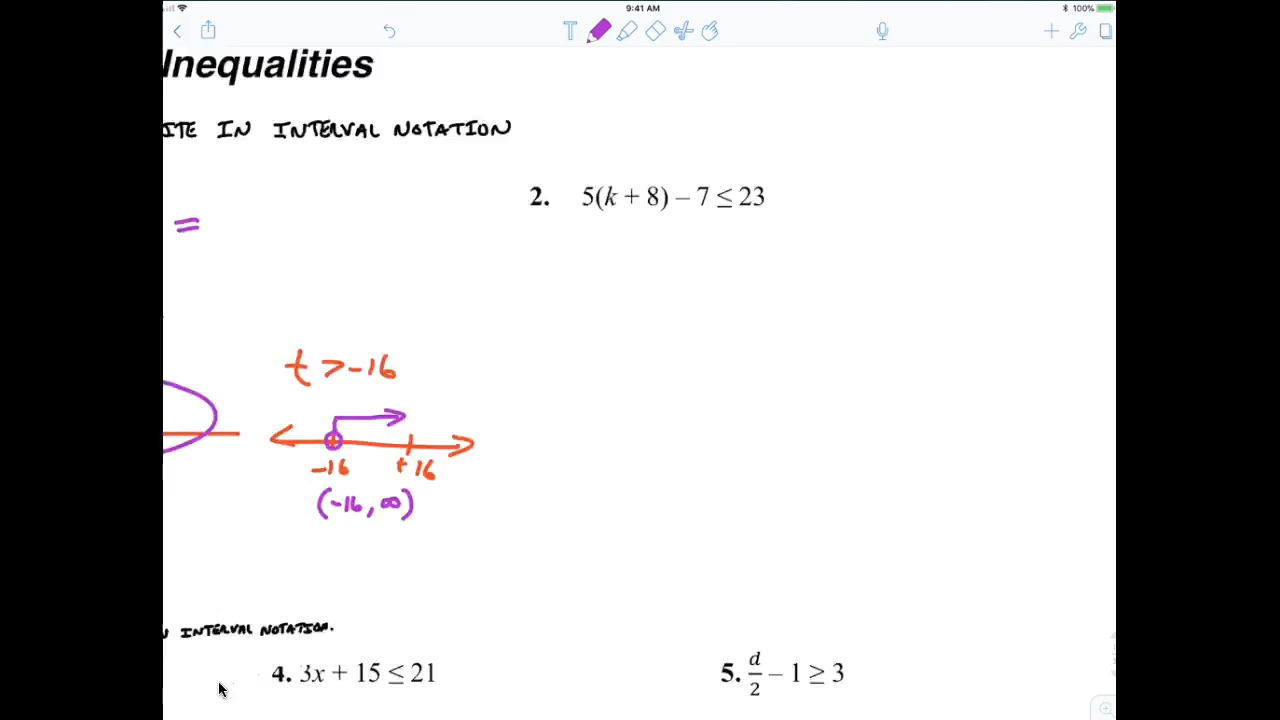 9:41 AM
100%
Inequalities
IN INTERVAL NOTATION
2. 5(k + 8) – 7 ≤ 23
=
t > -16
-16 +16
(-16, ∞)
INTERVAL NOTATION.
4. 3x + 15 ≤ 21
5. d/2 – 1 ≥ 3